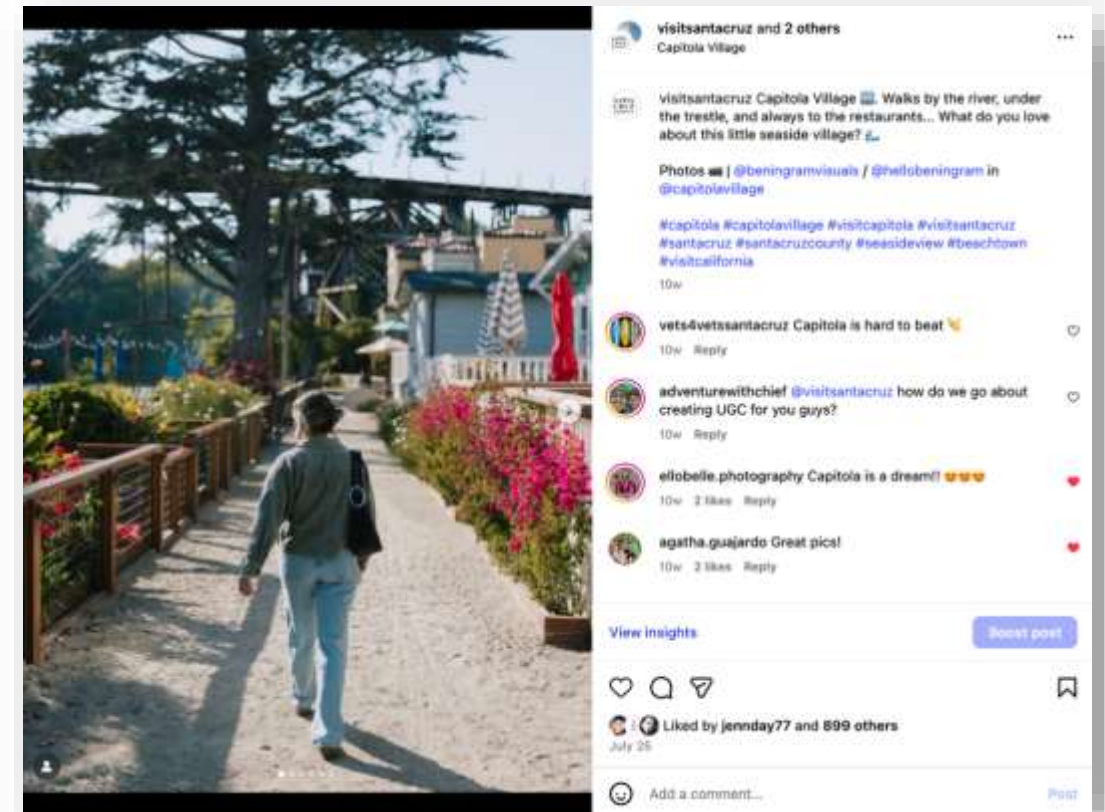 visitsantacruz and 2 others
Capitola Village
visitsantacruz Capitola Village 🌊. Walks by the river, under
the trestle, and always to the restaurants... What do you love
about this little seaside village?
Photos 📷 | @beningramvisuals / @hellobeningram in
@capitolavillage
#capitola #capitolavillage #visitcapitola #visitsantacruz
#santacruz #santacruzcounty #seasideview #beachtown
#visitcalifornia
10w
vets4vetssantacruz Capitola is hard to beat
10w Reply
adventurewithchief @visitsantacruz how do we go about
creating UGC for you guys?
10w Reply
ellobelle.photography Capitola is a dream!! 😍😍😍
10w 2 likes Reply
agatha.guajardo Great pics!
10w 2 likes Reply
View insights
Boost post
Liked by jennday77 and 899 others
July 25
Add a comment...
Post